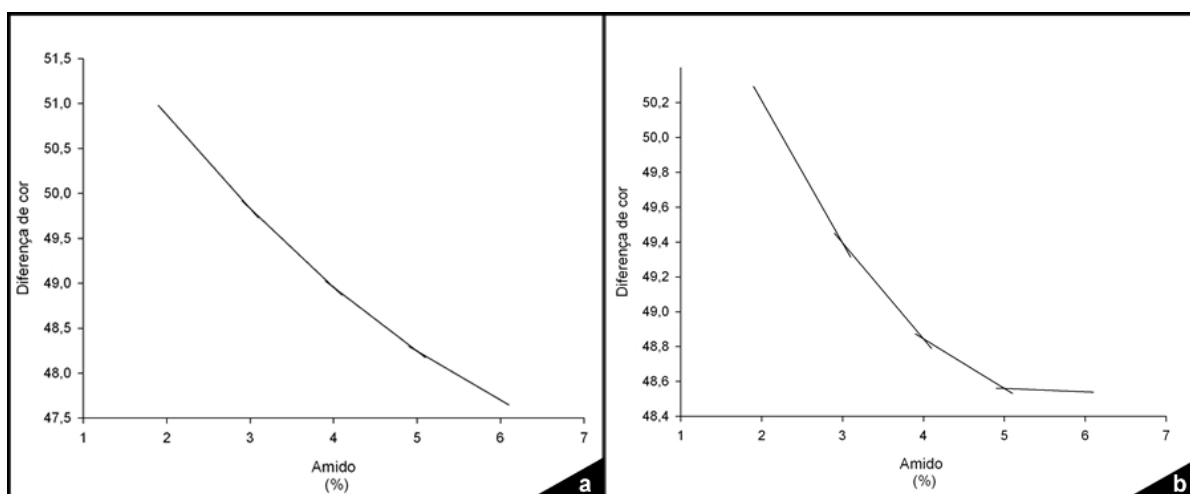 51,5
51,0
50,5
50,0
49,5
49,0
48,5
48,0
47,5
Diferença de cor
1 2 3 4 5 6 7
Amido
(%)
a
50,2
50,0
49,8
49,6
49,4
49,2
49,0
48,8
48,6
48,4
Diferença de cor
1 2 3 4 5 6 7
Amido
(%)
b